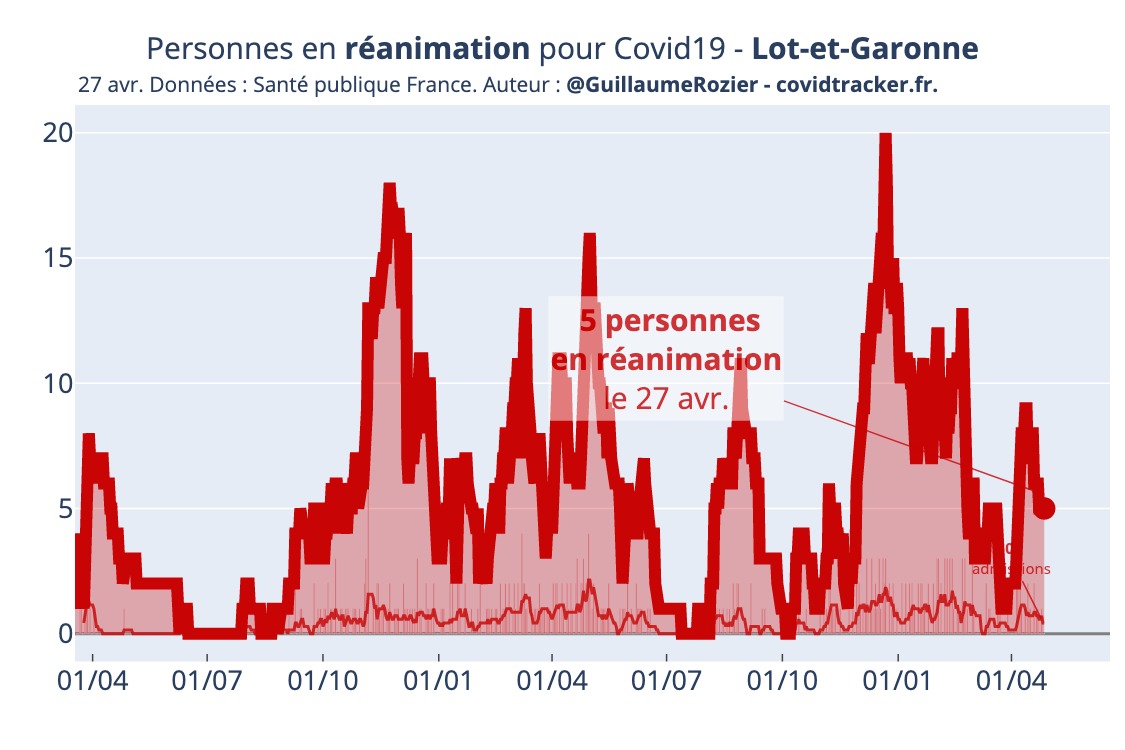 Personnes en réanimation pour Covid19 - Lot-et-Garonne
27 avr. Données : Santé publique France. Auteur : @GuillaumeRozier - covidtracker.fr.
20
15
10
5
0
5 personnes
en réanimation
le 27 avr.
0
admissions
01/04 01/07 01/10 01/01 01/04 01/07 01/10 01/01 01/04